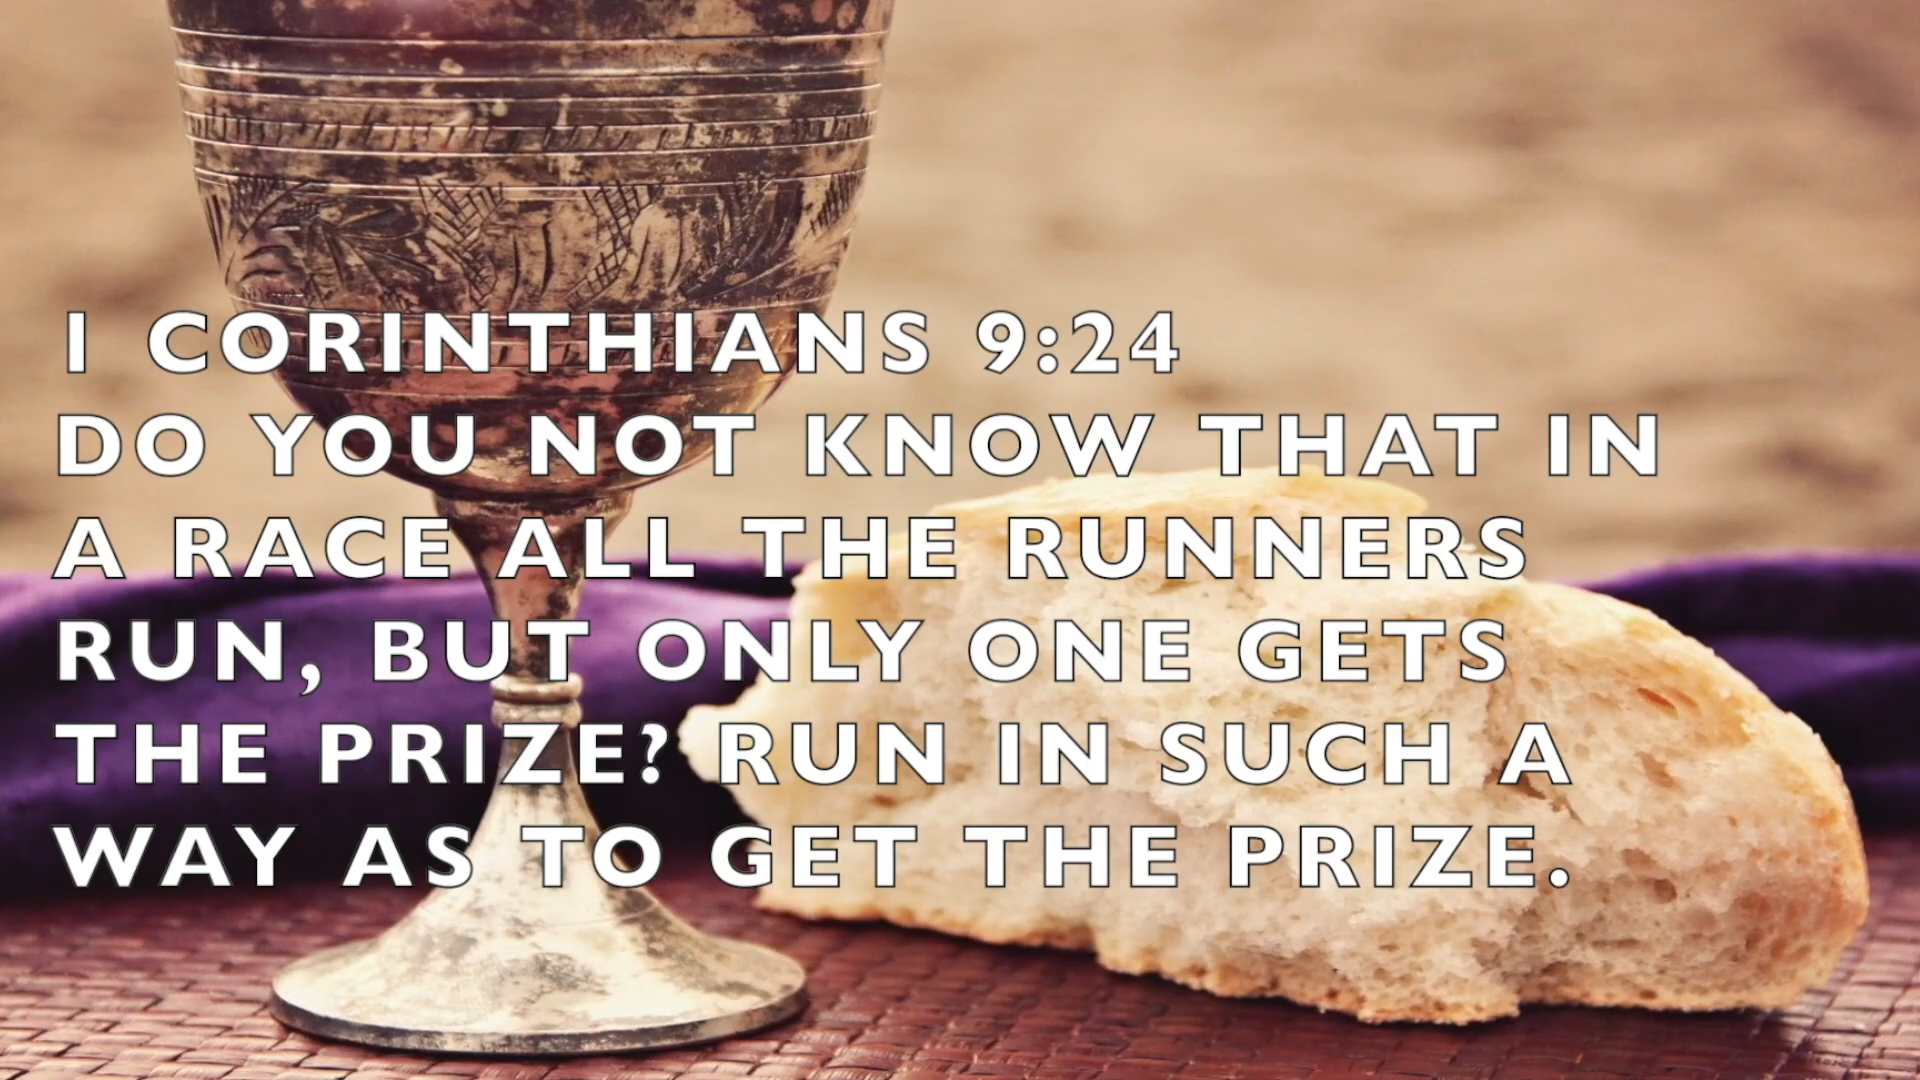 1 CORINTHIANS 9:24
DO YOU NOT KNOW THAT IN
A RACE ALL THE RUNNERS
RUN, BUT ONLY ONE GETS
THE PRIZE? RUN IN SUCH A
WAY AS TO GET THE PRIZE.